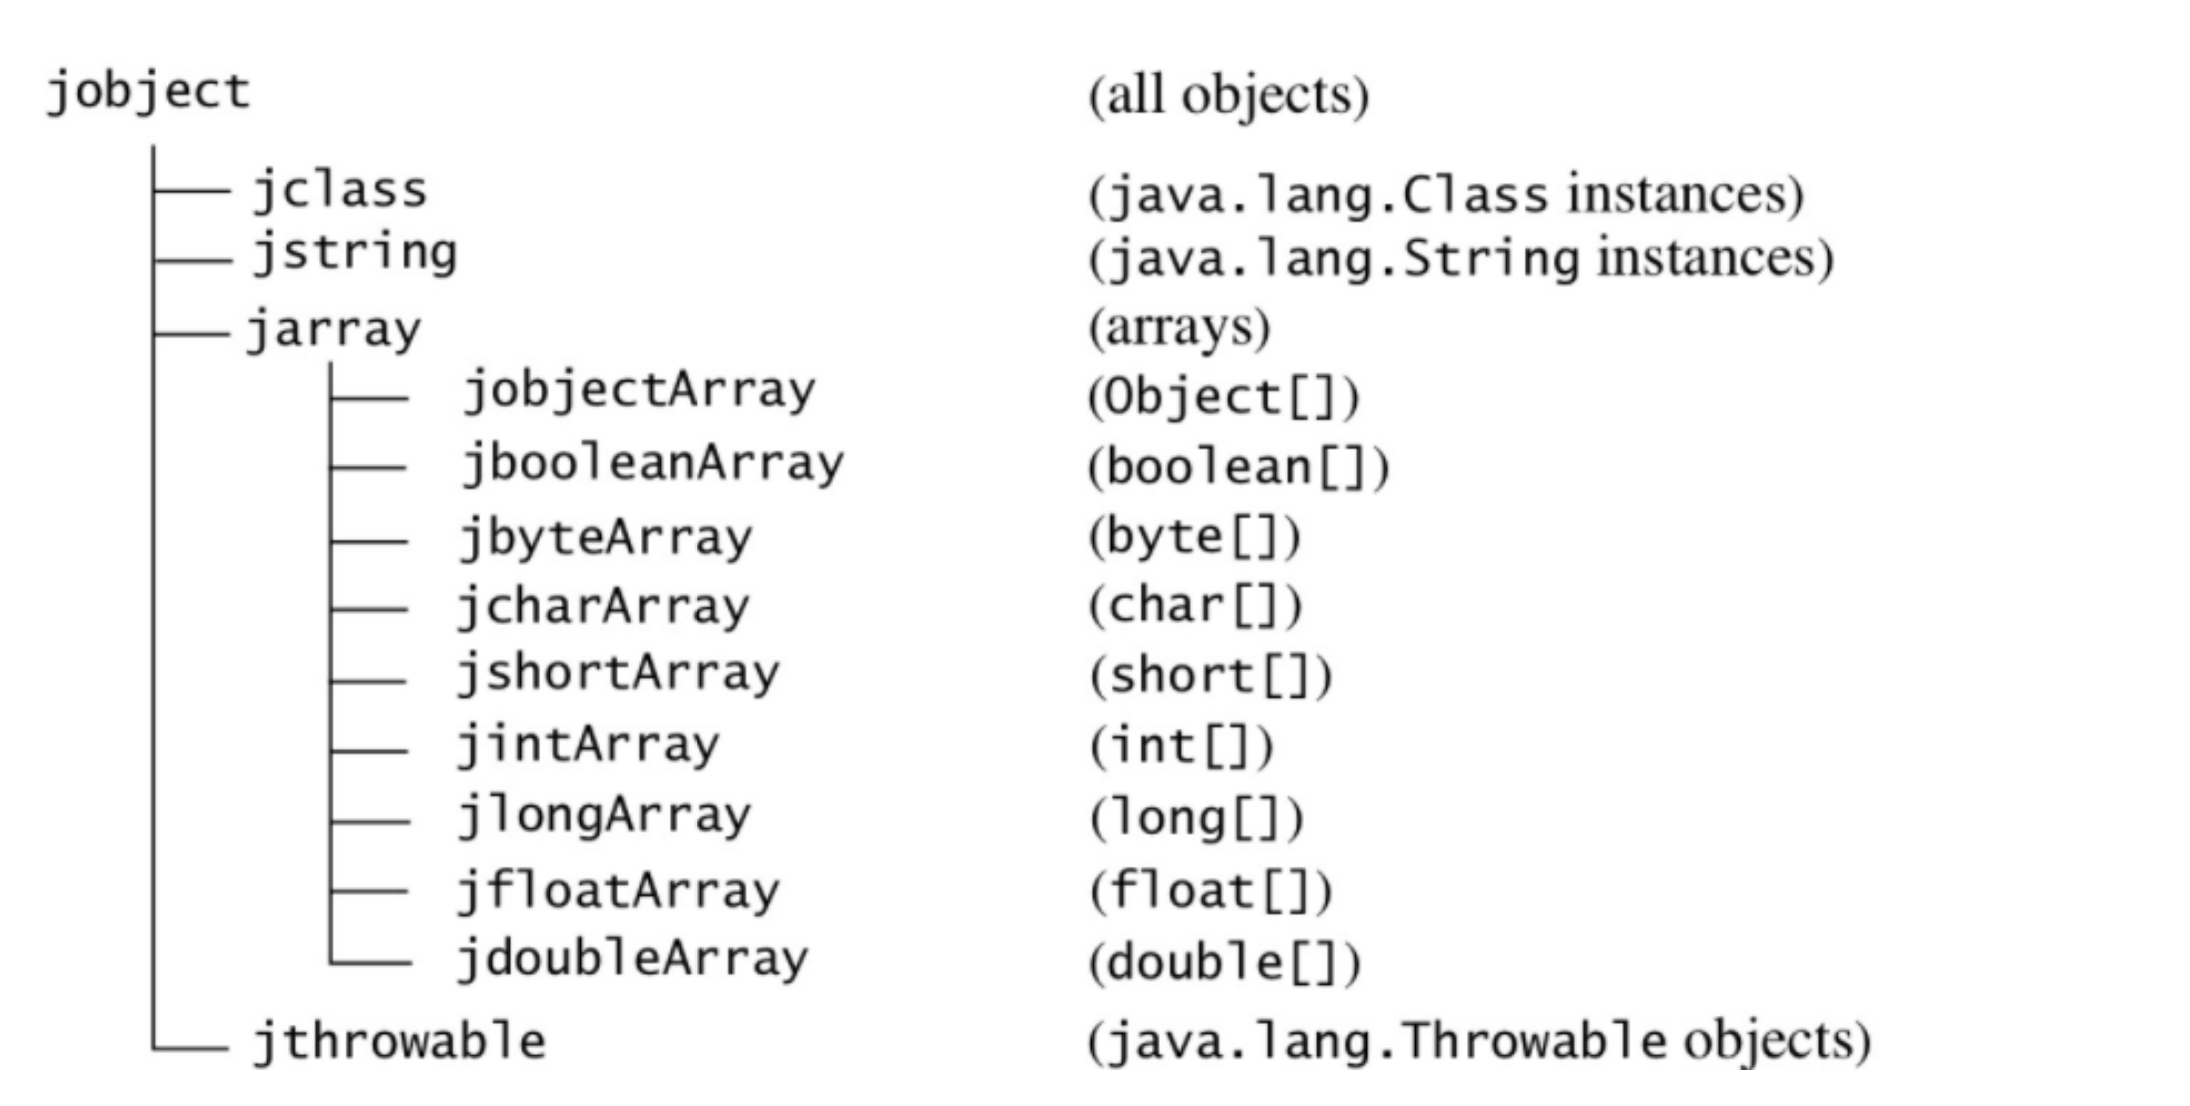 jobject (all objects)
jclass (java.lang.Class instances)
jstring (java.lang.String instances)
jarray (arrays)
jobjectArray (Object[])
jbooleanArray (boolean[])
jbyteArray (byte[])
jcharArray (char[])
jshortArray (short[])
jintArray (int[])
jlongArray (long[])
jfloatArray (float[])
jdoubleArray (double[])
jthrowable (java.lang.Throwable objects)